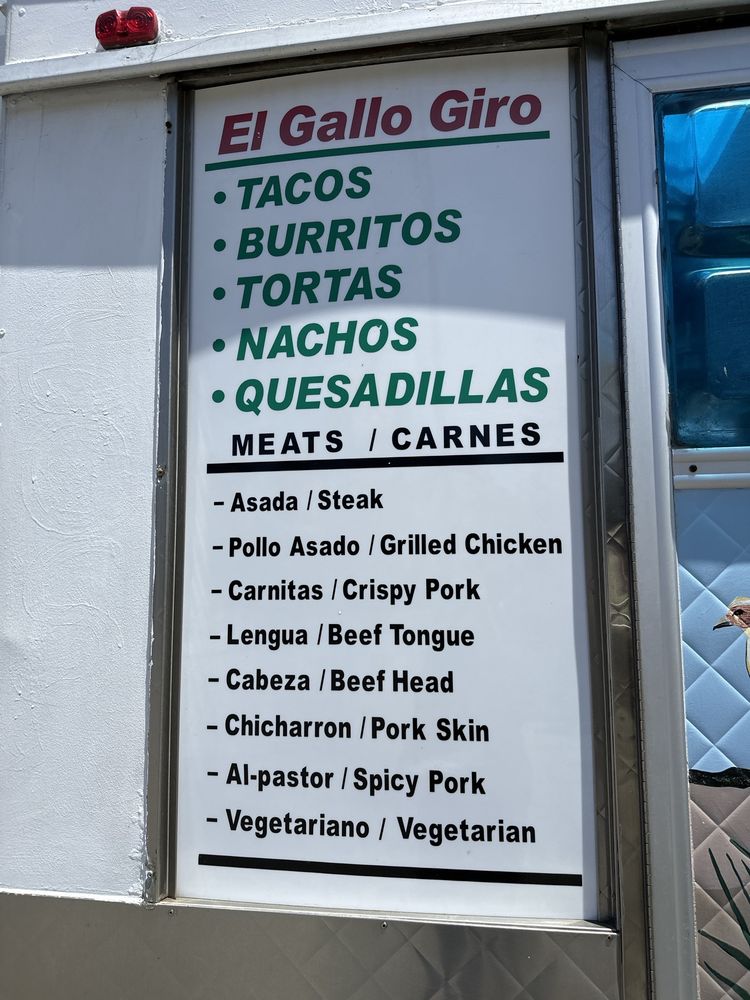 El Gallo Giro
• TACOS
• BURRITOS
• TORTAS
• NACHOS
• QUESADILLAS
MEATS / CARNES
– Asada / Steak
– Pollo Asado / Grilled Chicken
– Carnitas / Crispy Pork
– Lengua / Beef Tongue
– Cabeza / Beef Head
– Chicharron / Pork Skin
– Al-pastor / Spicy Pork
– Vegetariano / Vegetarian